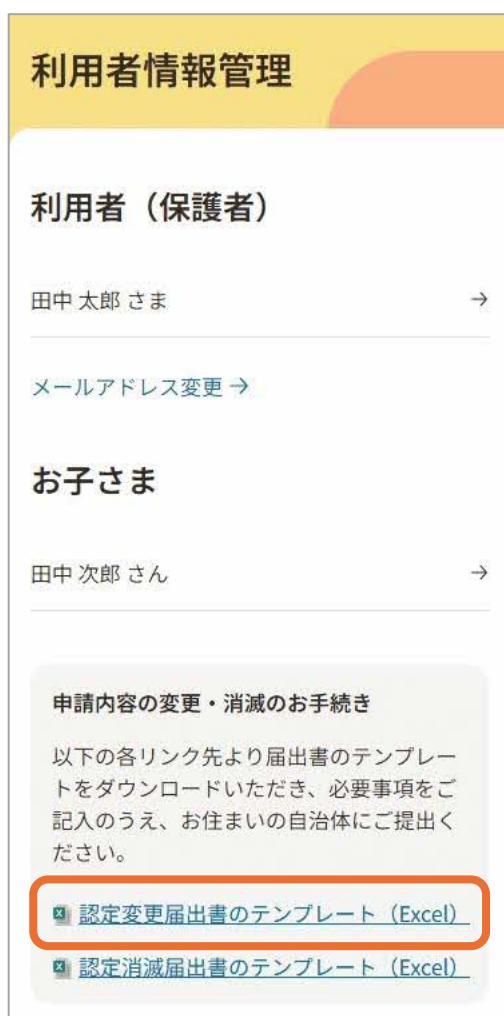 利用者情報管理
利用者（保護者）
田中 太郎 さま →
メールアドレス変更 →
お子さま
田中 次郎 さん →
申請内容の変更・消滅のお手続き
以下の各リンク先より届出書のテンプレー
トをダウンロードいただき、必要事項をご
記入のうえ、お住まいの自治体にご提出く
ださい。
認定変更届出書のテンプレート（Excel）
認定消滅届出書のテンプレート（Excel）